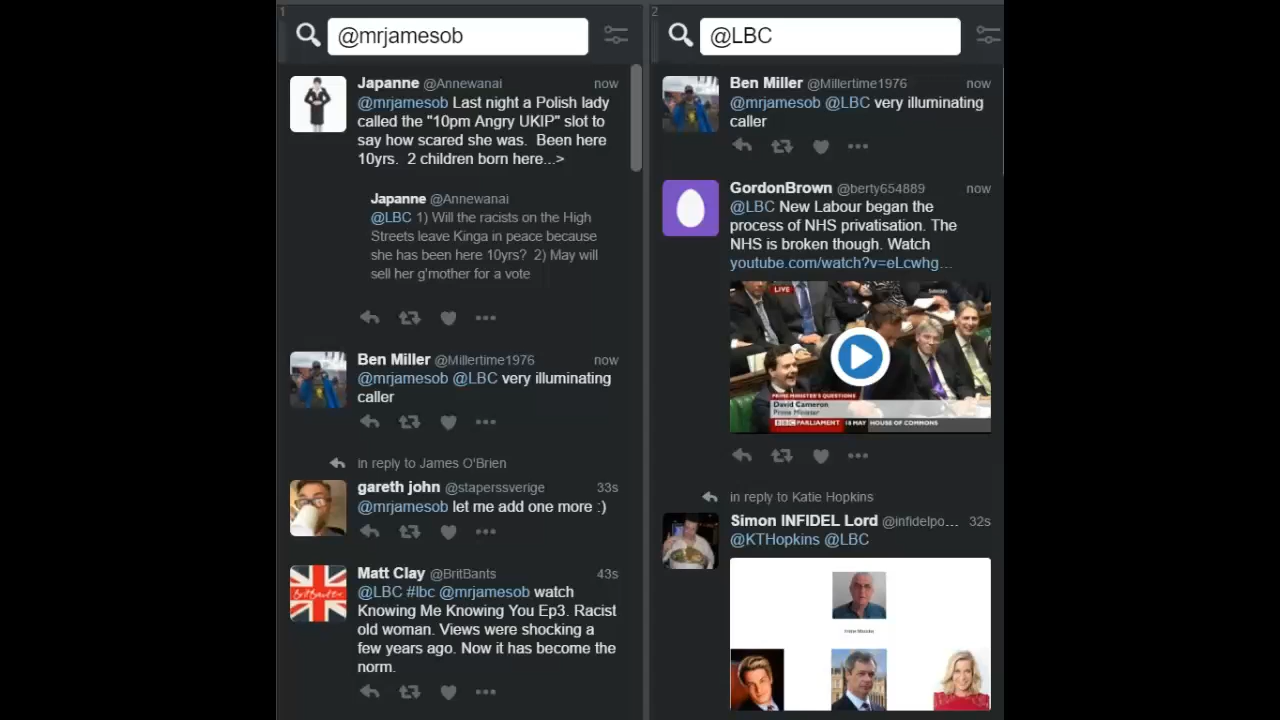 1
@mrjamesob
Japanne @Annewanai now
@mrjamesob Last night a Polish lady
called the "10pm Angry UKIP" slot to
say how scared she was. Been here
10yrs. 2 children born here...>
Japanne @Annewanai
@LBC 1) Will the racists on the High
Streets leave Kinga in peace because
she has been here 10yrs? 2) May will
sell her g'mother for a vote
Ben Miller @Millertime1976 now
@mrjamesob @LBC very illuminating
caller
in reply to James O'Brien
gareth john @staperssverige 33s
@mrjamesob let me add one more :)
Matt Clay @BritBants 43s
@LBC #lbc @mrjamesob watch
Knowing Me Knowing You Ep3. Racist
old woman. Views were shocking a
few years ago. Now it has become the
norm.
2
@LBC
Ben Miller @Millertime1976 now
@mrjamesob @LBC very illuminating
caller
GordonBrown @berty654889 now
@LBC New Labour began the
process of NHS privatisation. The
NHS is broken though. Watch
youtube.com/watch?v=eLcwhg...
LIVE
PRIME MINISTER'S QUESTIONS
David Cameron
Prime Minister
BBC PARLIAMENT 18 MAY HOUSE OF COMMONS
in reply to Katie Hopkins
Simon INFIDEL Lord @infidelpo... 32s
@KTHopkins @LBC
Prime Minister